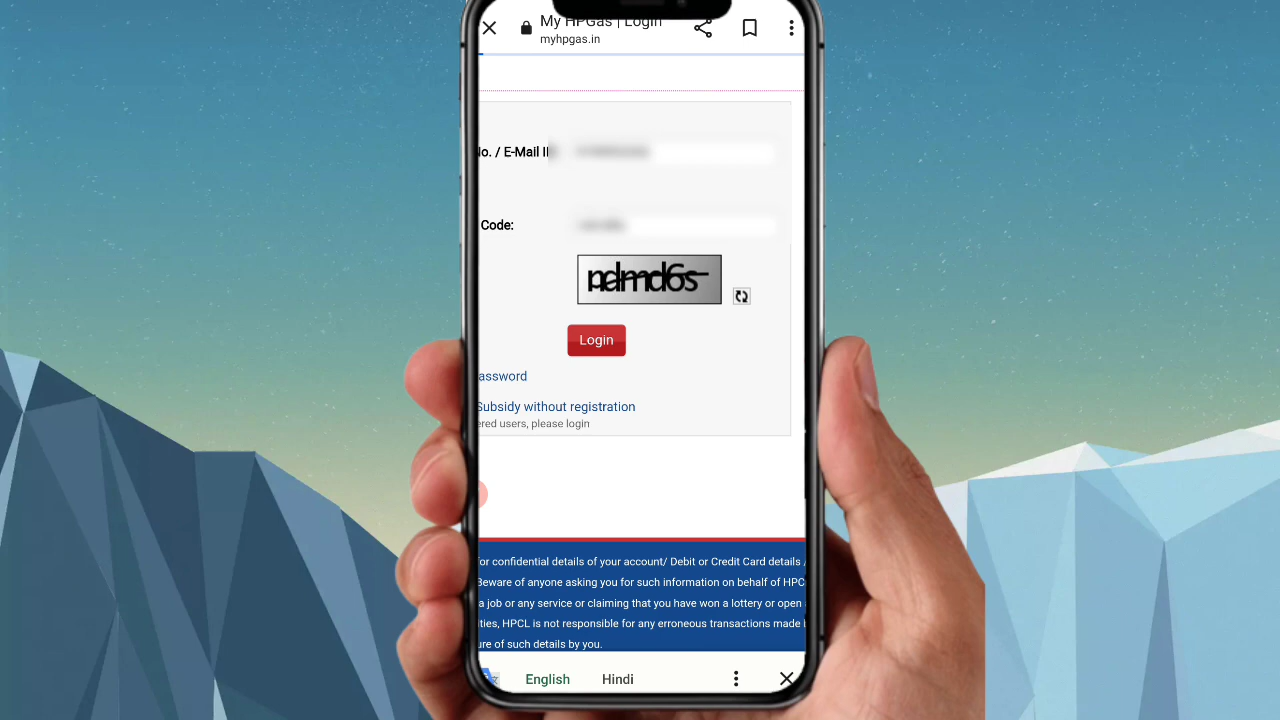 My HPGas | Login
myhpgas.in
No. / E-Mail
Code:
ndmd6s
Login
assword
Subsidy without registration
ered users, please login
for confidential details of your account/ Debit or Credit Card details /
Beware of anyone asking you for such information on behalf of HPC
a job or any service or claiming that you have won a lottery or open
ties, HPCL is not responsible for any erroneous transactions made
ure of such details by you.
English Hindi